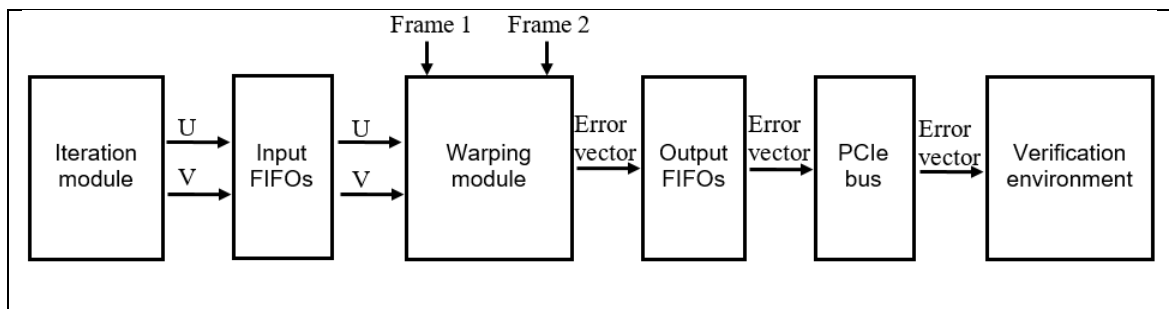 Frame 1
Frame 2
Iteration
module
U
V
Input
FIFOs
U
V
Warping
module
Error
vector
Output
FIFOs
Error
vector
PCIe
bus
Error
vector
Verification
environment